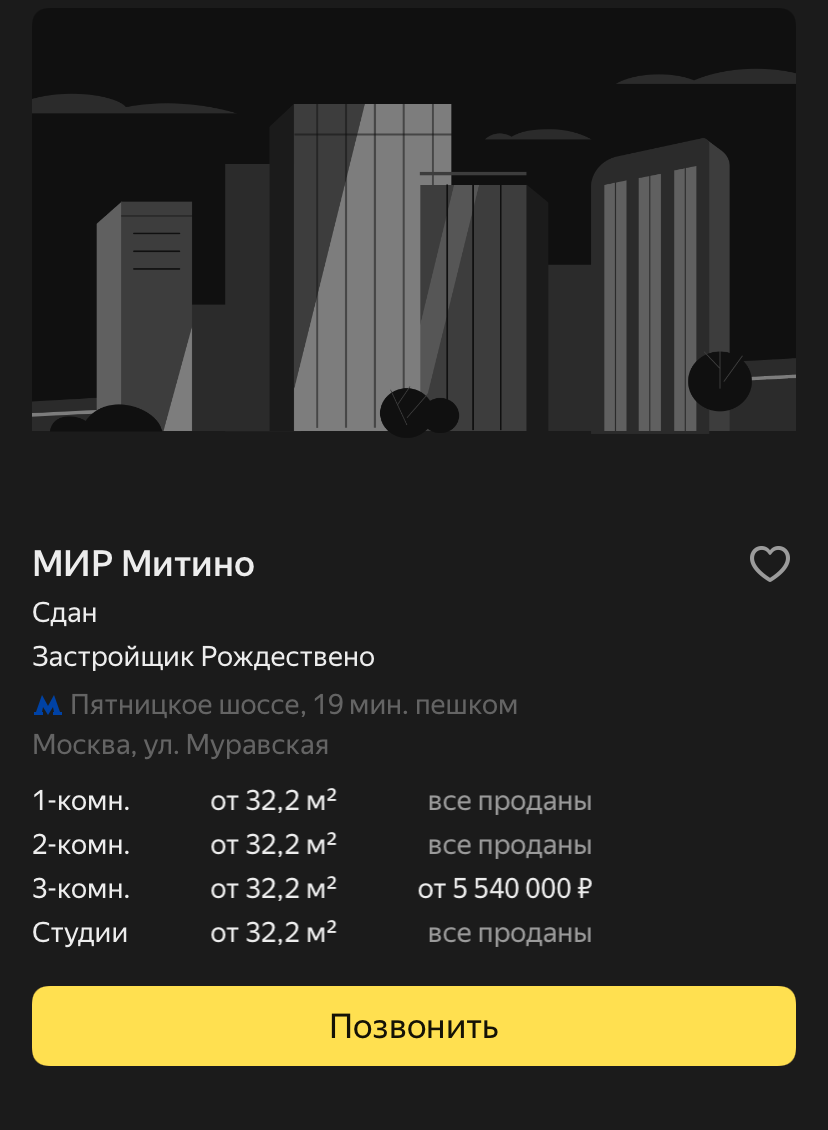 МИР Митино
Сдан
Застройщик Рождествено
Пятницкое шоссе, 19 мин. пешком
Москва, ул. Муравская
1-комн. от 32,2 м² все проданы
2-комн. от 32,2 м² все проданы
3-комн. от 32,2 м² от 5 540 000 ₽
Студии от 32,2 м² все проданы
Позвонить